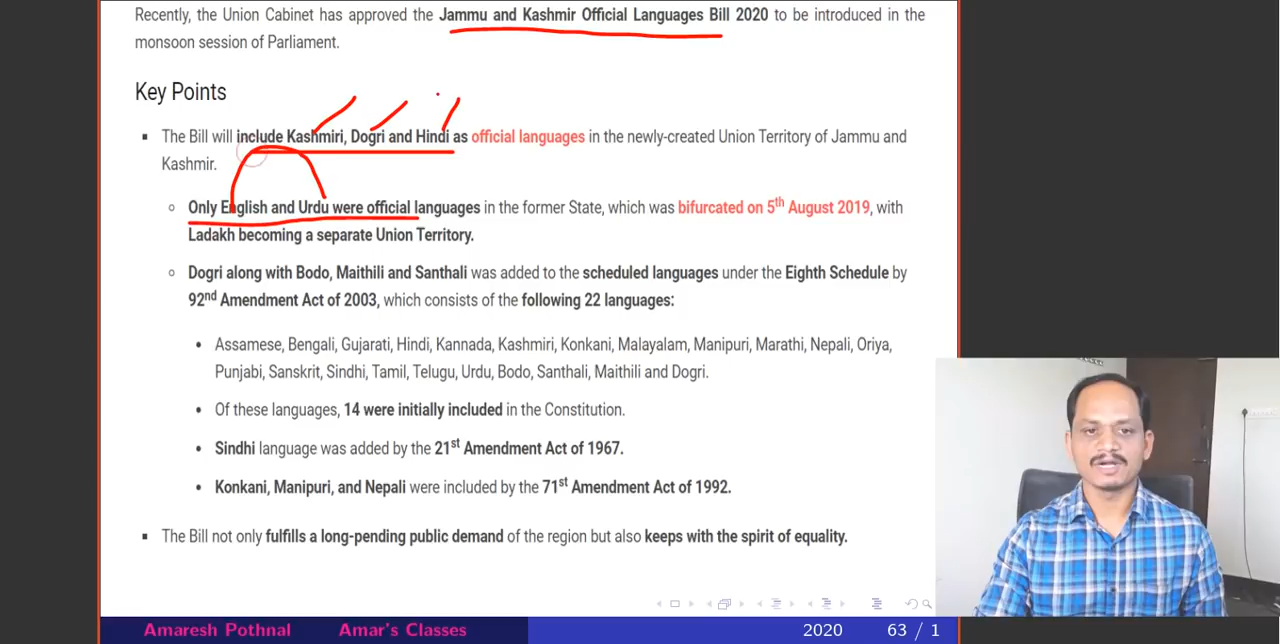 Recently, the Union Cabinet has approved the Jammu and Kashmir Official Languages Bill 2020 to be introduced in the
monsoon session of Parliament.
Key Points
The Bill will include Kashmiri, Dogri and Hindi as official languages in the newly-created Union Territory of Jammu and
Kashmir.
Only English and Urdu were official languages in the former State, which was bifurcated on 5th August 2019, with
Ladakh becoming a separate Union Territory.
Dogri along with Bodo, Maithili and Santhali was added to the scheduled languages under the Eighth Schedule by
92nd Amendment Act of 2003, which consists of the following 22 languages:
Assamese, Bengali, Gujarati, Hindi, Kannada, Kashmiri, Konkani, Malayalam, Manipuri, Marathi, Nepali, Oriya,
Punjabi, Sanskrit, Sindhi, Tamil, Telugu, Urdu, Bodo, Santhali, Maithili and Dogri.
Of these languages, 14 were initially included in the Constitution.
Sindhi language was added by the 21st Amendment Act of 1967.
Konkani, Manipuri, and Nepali were included by the 71st Amendment Act of 1992.
The Bill not only fulfills a long-pending public demand of the region but also keeps with the spirit of equality.
Amaresh Pothnal Amar's Classes 2020 63 / 1